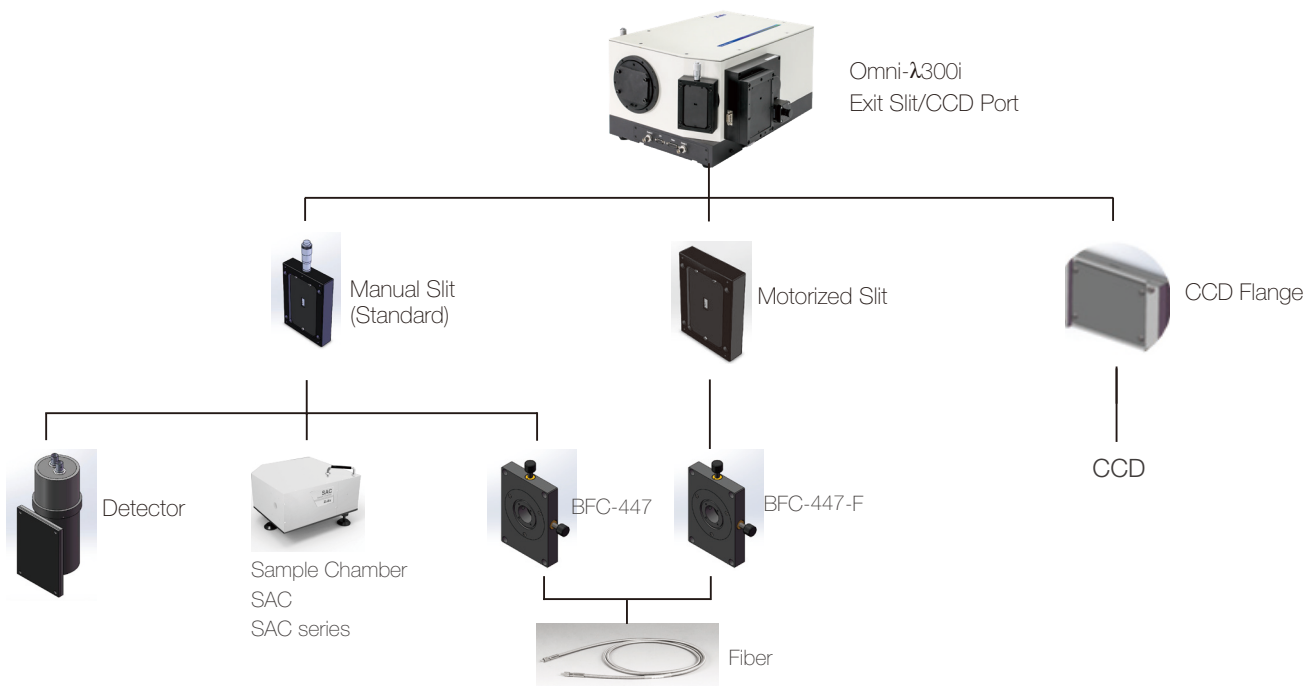 Omni-λ300i
Exit Slit/CCD Port
Manual Slit
(Standard)
Motorized Slit
CCD Flange
Detector
SAC
Sample Chamber
SAC
SAC series
BFC-447
BFC-447-F
CCD
Fiber